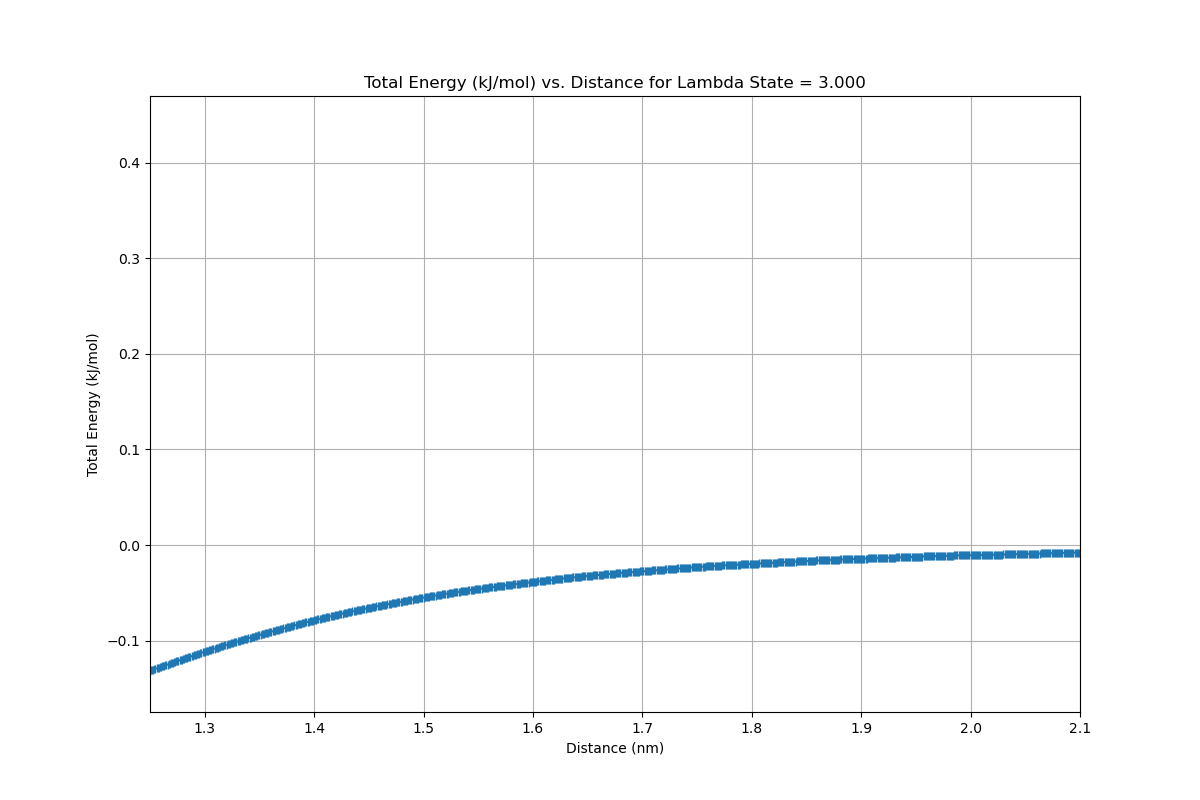 Total Energy (kJ/mol) vs. Distance for Lambda State = 3.000
Total Energy (kJ/mol)
0.4
0.3
0.2
0.1
0.0
−0.1
1.3 1.4 1.5 1.6 1.7 1.8 1.9 2.0 2.1
Distance (nm)